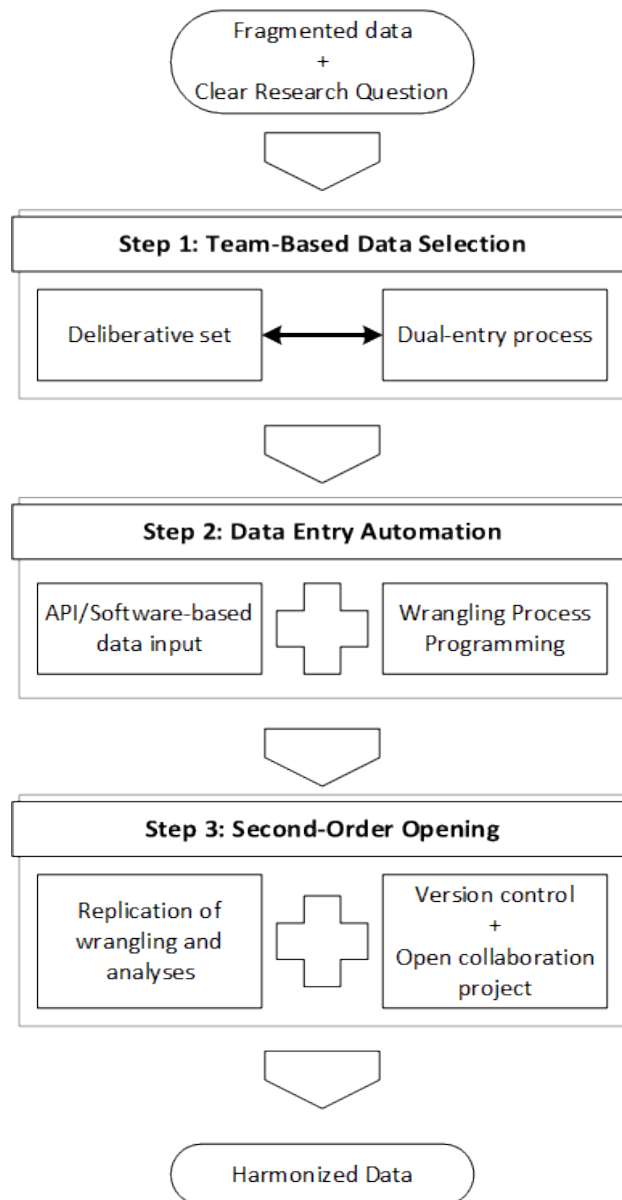 Fragmented data
+
Clear Research Question
Step 1: Team-Based Data Selection
Deliberative set
Dual-entry process
Step 2: Data Entry Automation
API/Software-based
data input
Wrangling Process
Programming
Step 3: Second-Order Opening
Replication of
wrangling and
analyses
Version control
+
Open collaboration
project
Harmonized Data